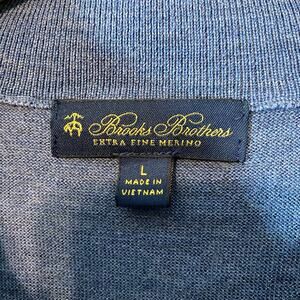 Brooks Brothers
EXTRA FINE MERINO
L
MADE IN
VIETNAM